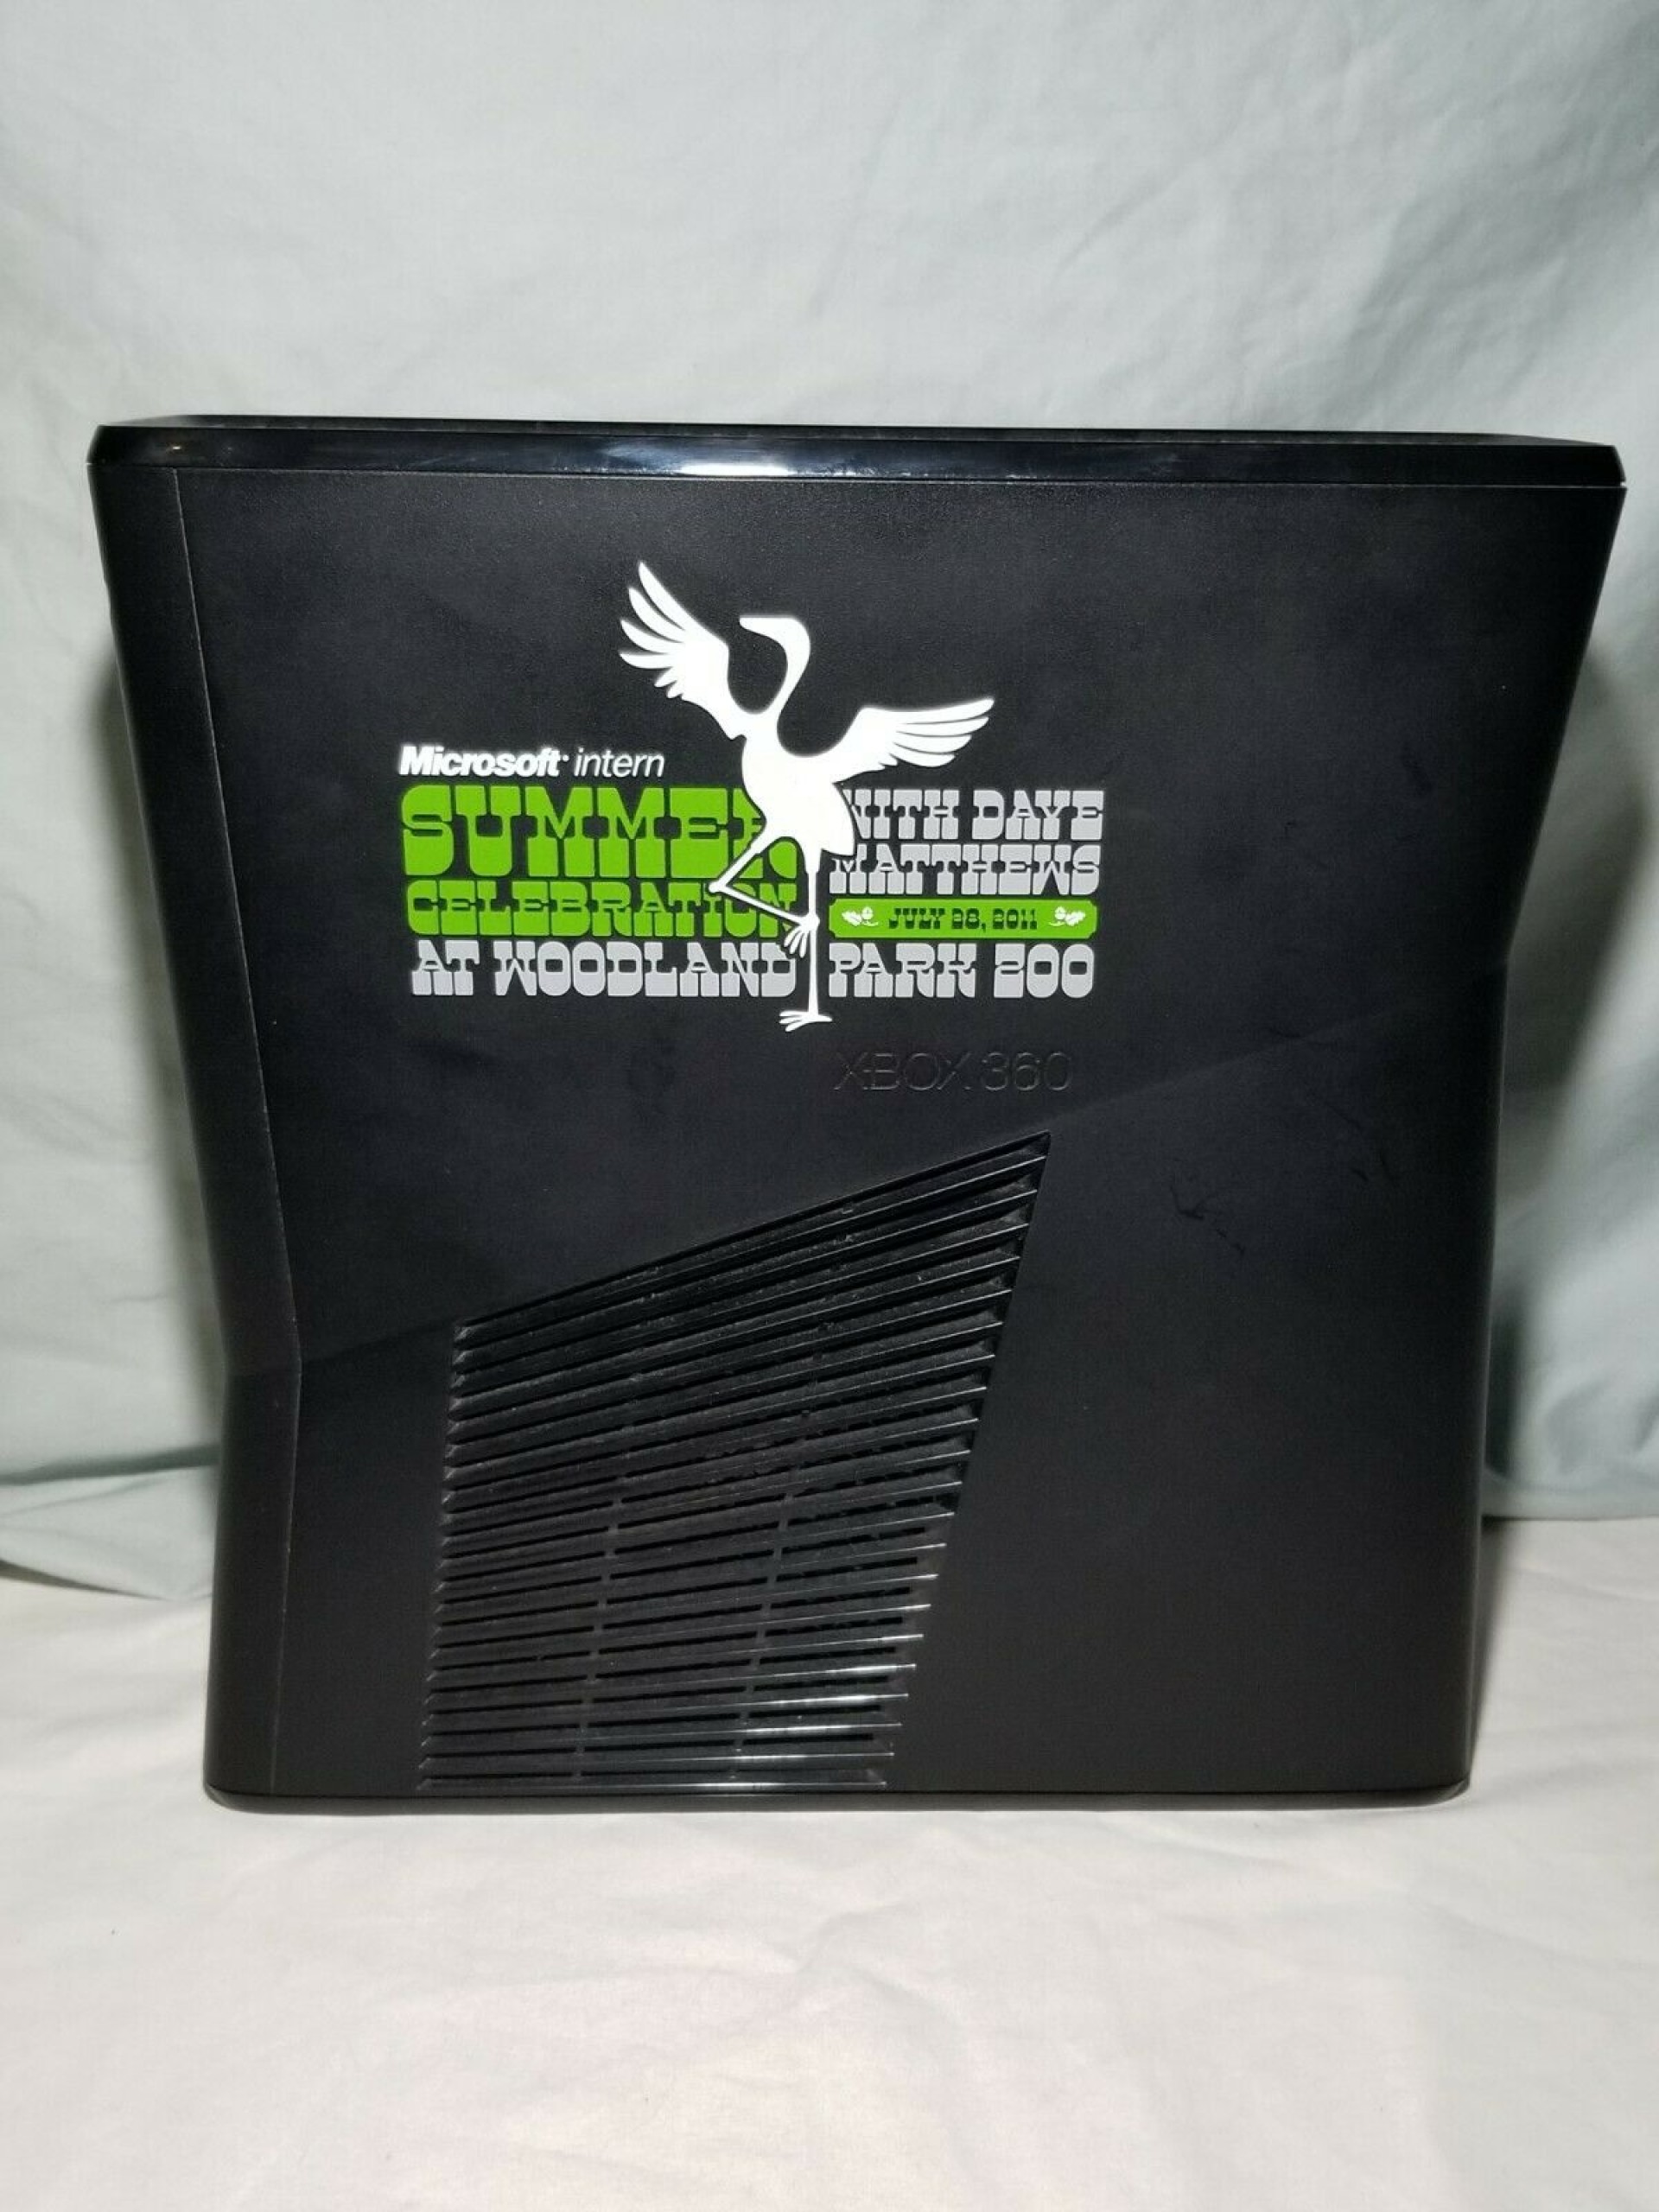 Microsoft intern
SUMMER
CELEBRATION
WITH DAVE
MATTHEWS
JULY 28, 2011
AT WOODLAND PARK ZOO
XBOX 360